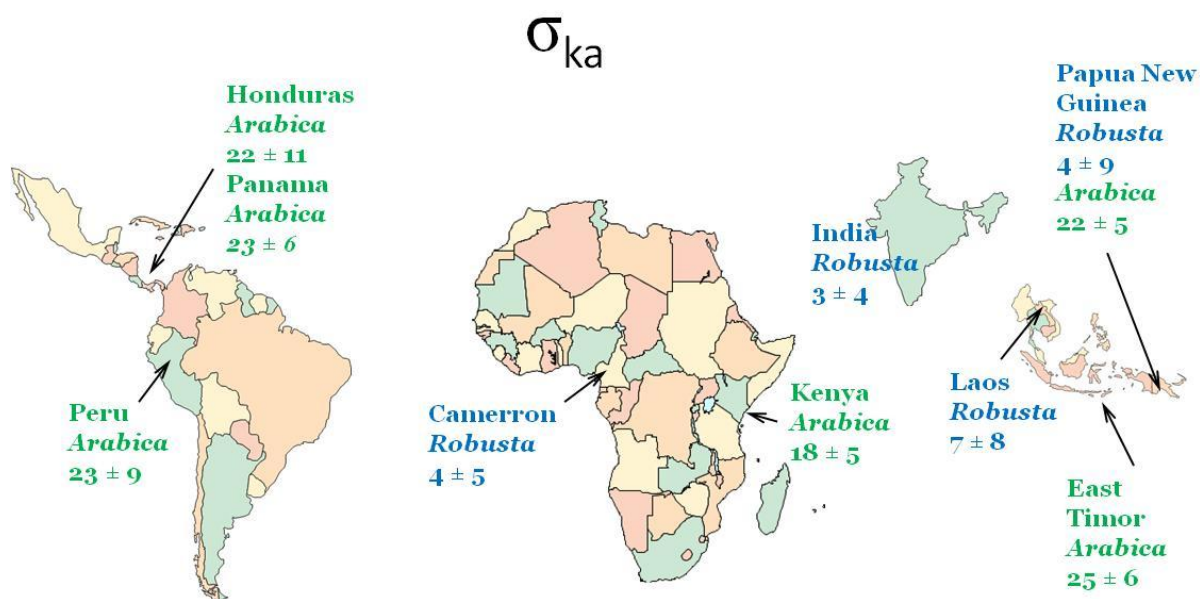 σka
Honduras
Arabica
22 ± 11
Panama
Arabica
23 ± 6
Peru
Arabica
23 ± 9
Camerron
Robusta
4 ± 5
Kenya
Arabica
18 ± 5
India
Robusta
3 ± 4
Papua New
Guinea
Robusta
4 ± 9
Arabica
22 ± 5
Laos
Robusta
7 ± 8
East
Timor
Arabica
25 ± 6